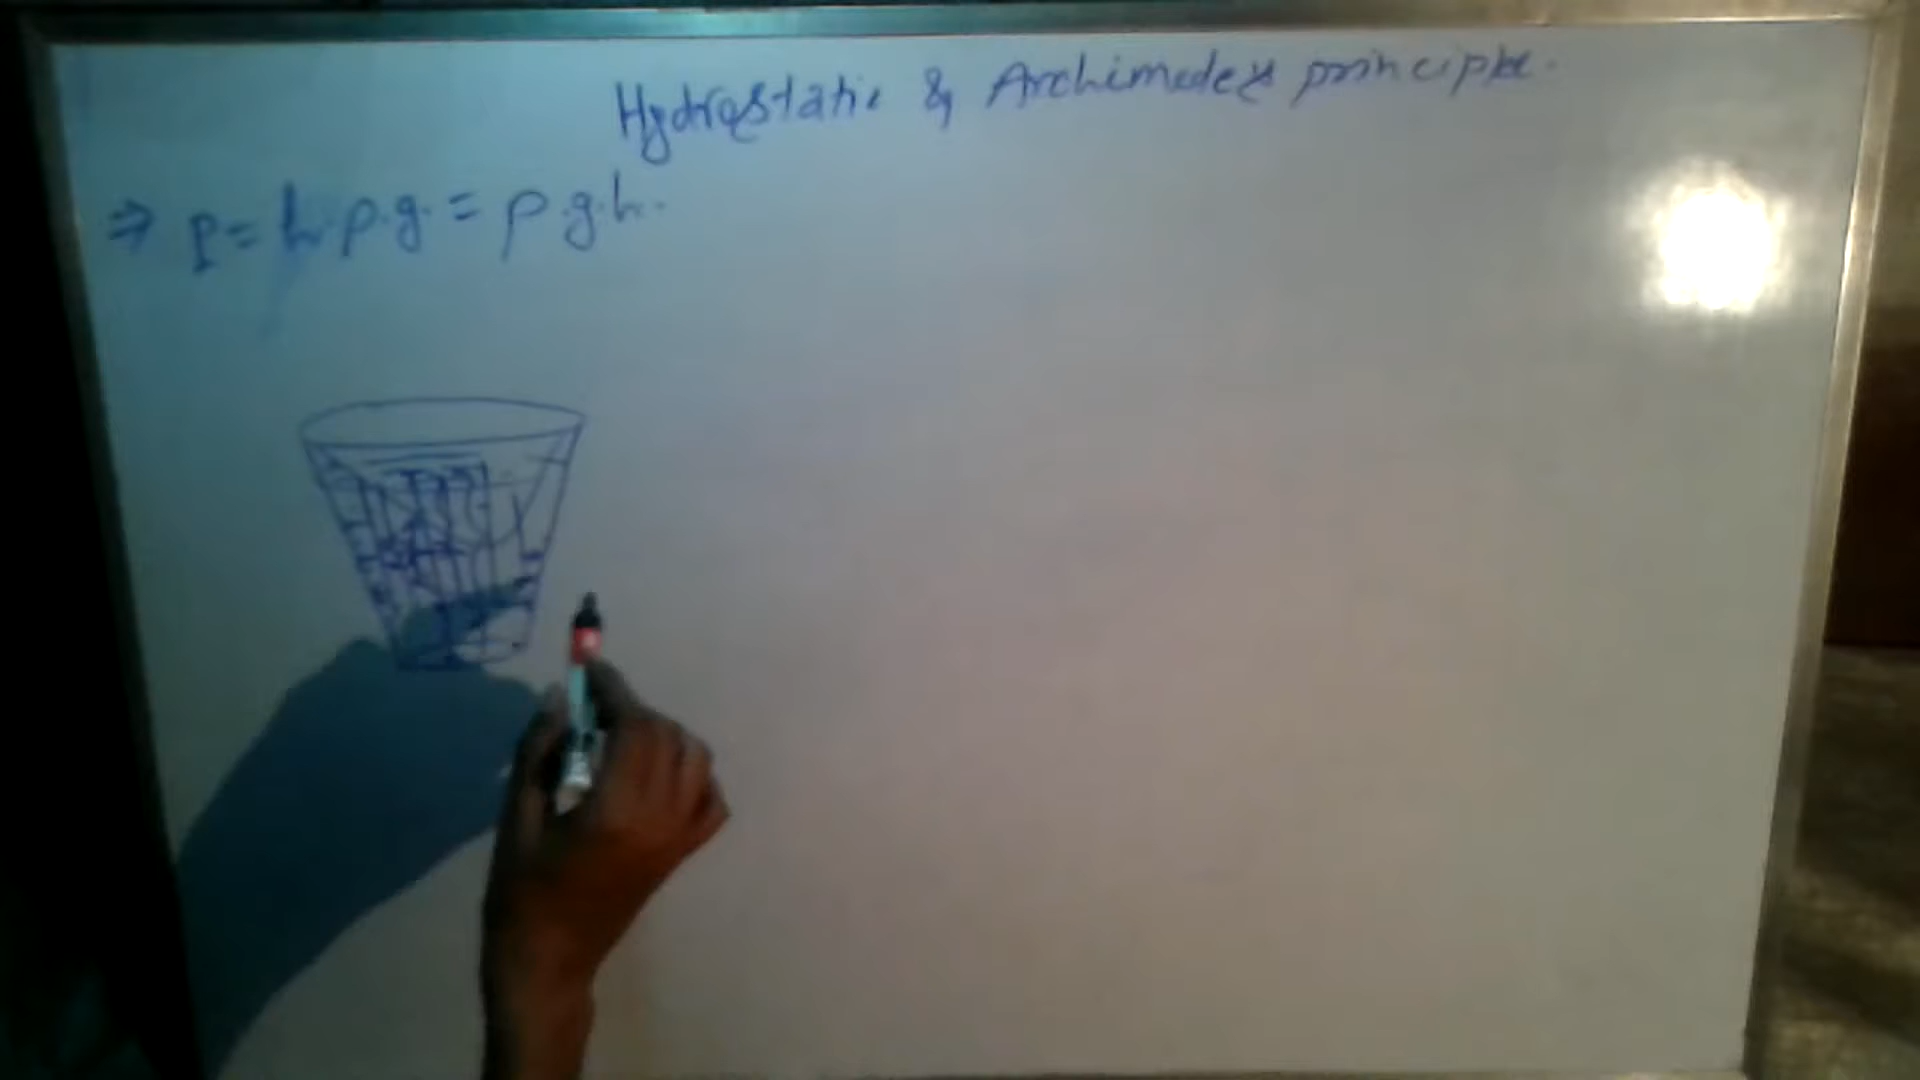 Hydrostatic & Archimedes principle.
⇒ P = h.ρ.g. = ρ.g.h.